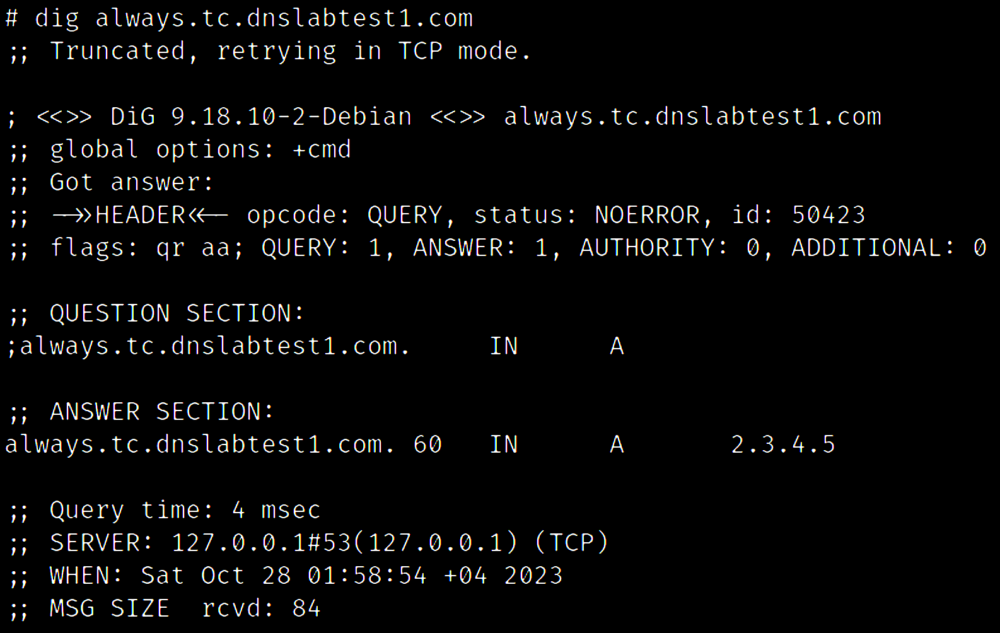 # dig always.tc.dnslabtest1.com
;; Truncated, retrying in TCP mode.
; <<>> DiG 9.18.10-2-Debian <<>> always.tc.dnslabtest1.com
;; global options: +cmd
;; Got answer:
;; ->>HEADER<<- opcode: QUERY, status: NOERROR, id: 50423
;; flags: qr aa; QUERY: 1, ANSWER: 1, AUTHORITY: 0, ADDITIONAL: 0
;; QUESTION SECTION:
;always.tc.dnslabtest1.com. IN A
;; ANSWER SECTION:
always.tc.dnslabtest1.com. 60 IN A 2.3.4.5
;; Query time: 4 msec
;; SERVER: 127.0.0.1#53(127.0.0.1) (TCP)
;; WHEN: Sat Oct 28 01:58:54 +04 2023
;; MSG SIZE rcvd: 84